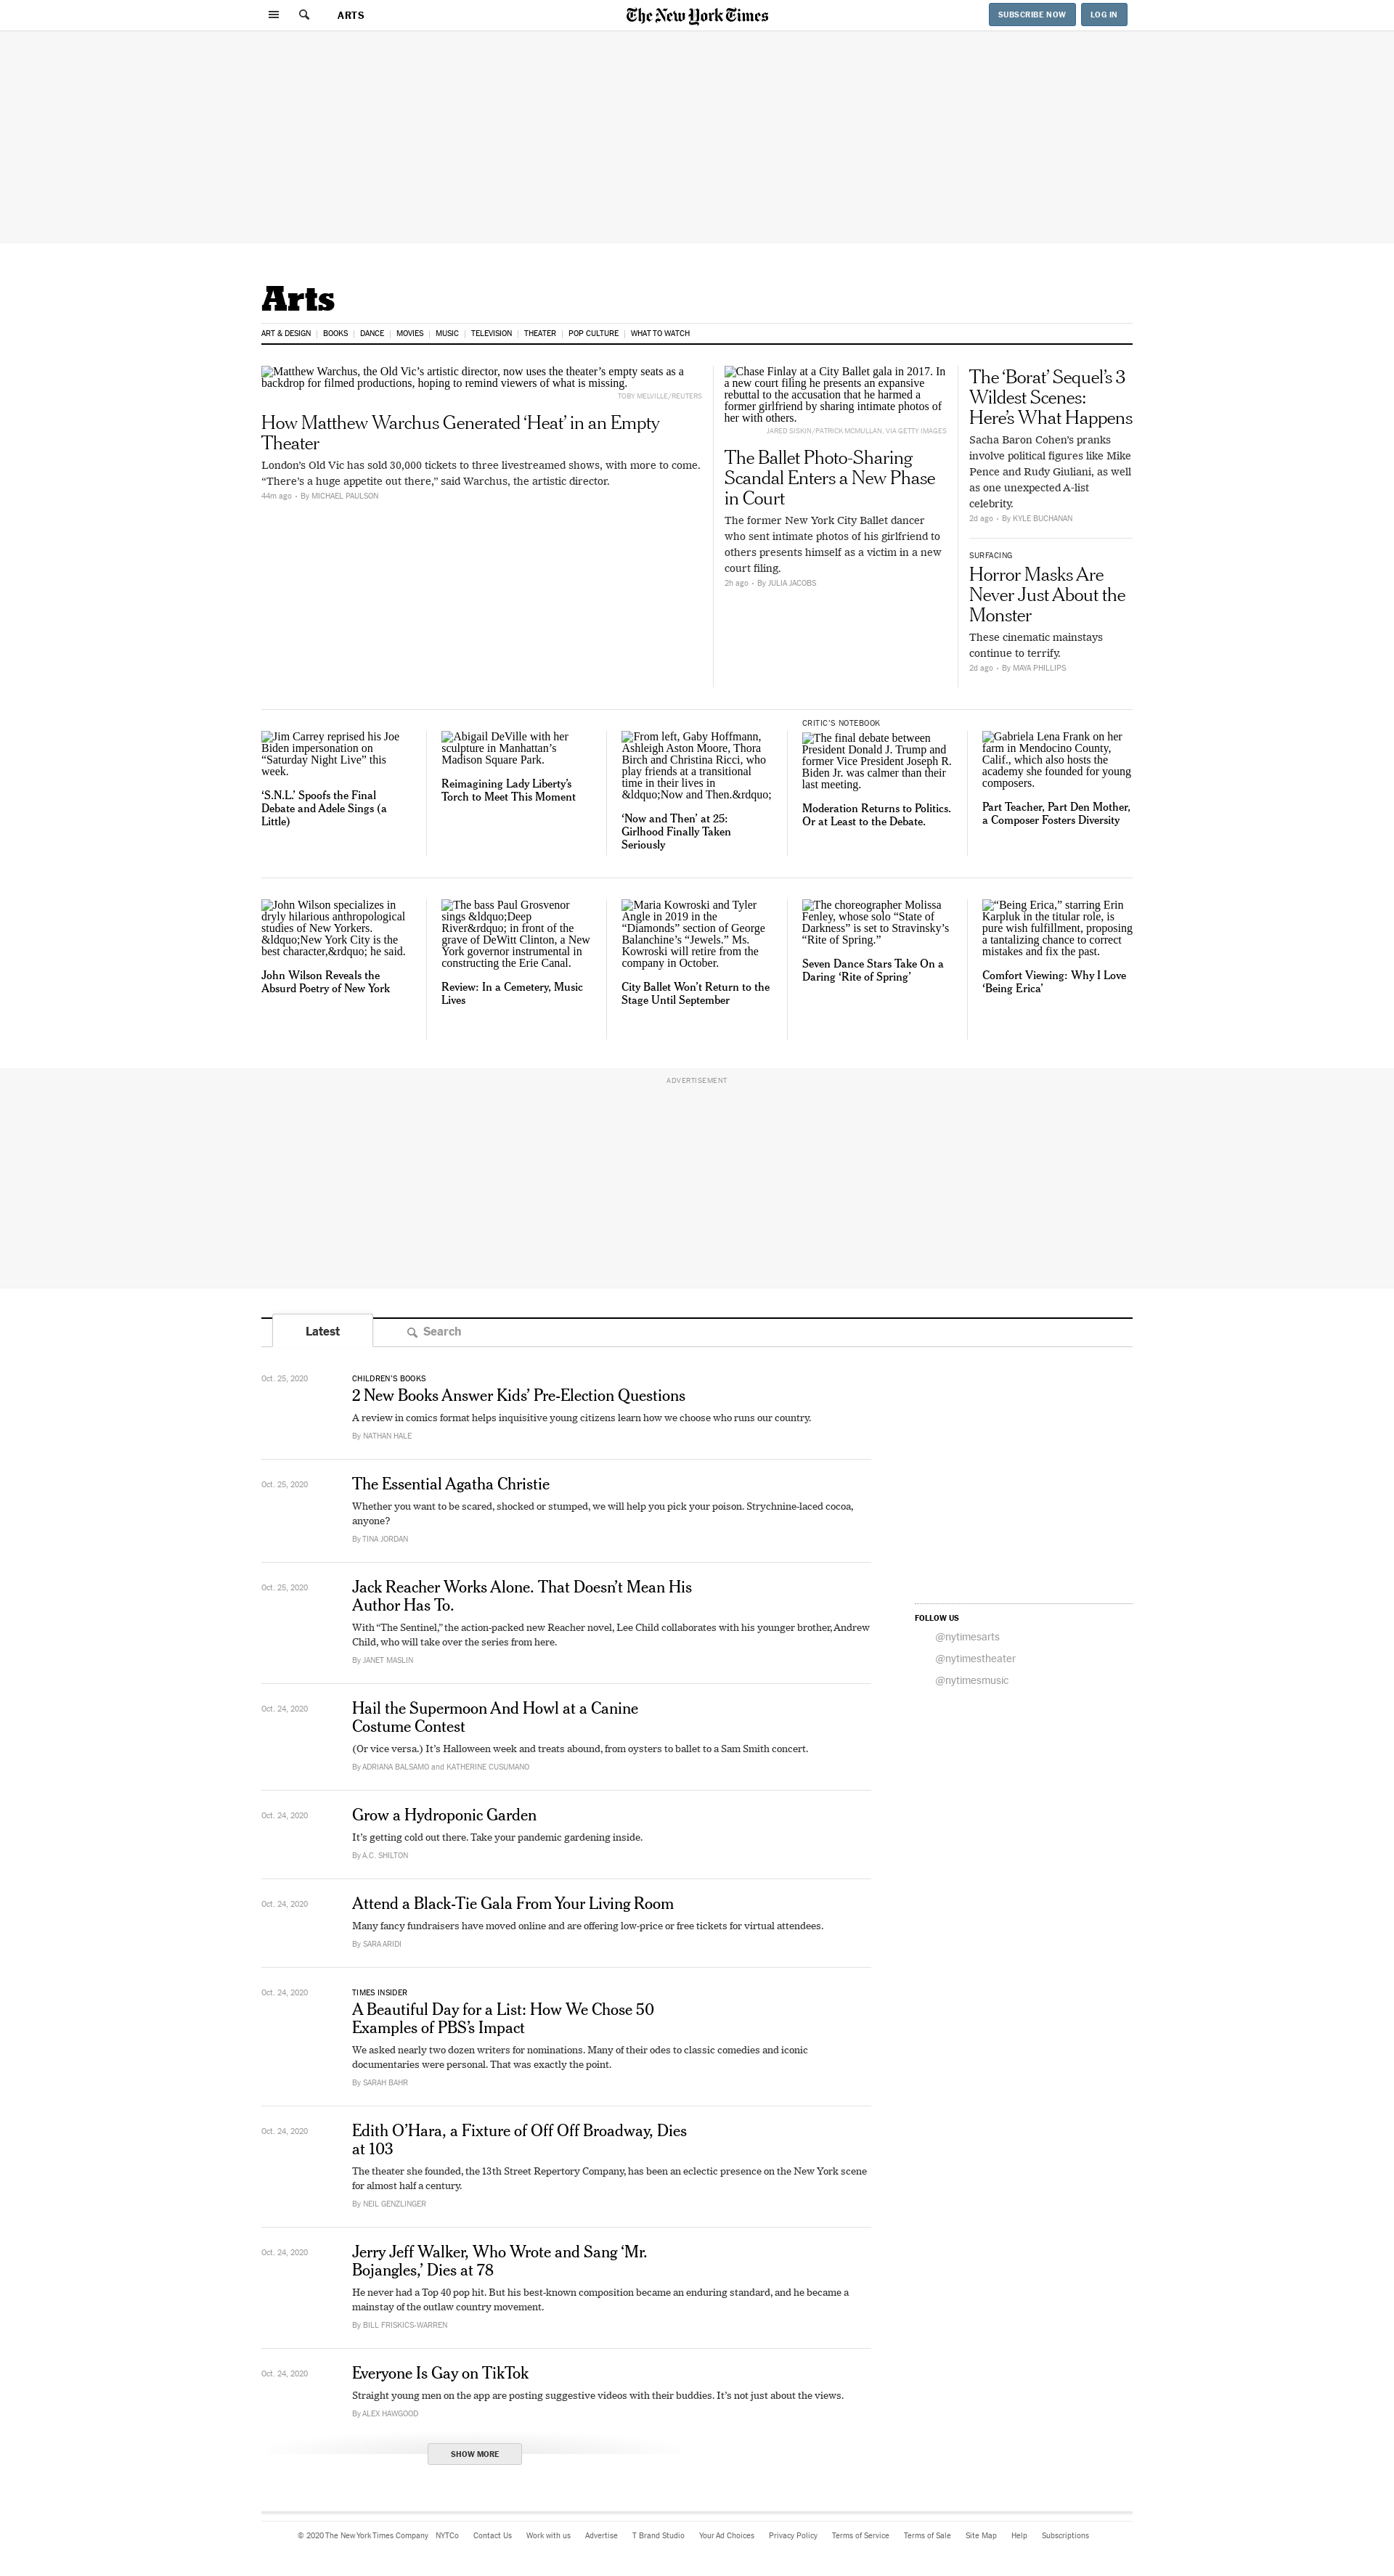 ARTS
The New York Times
SUBSCRIBE NOW
LOG IN
Arts
ART & DESIGN | BOOKS | DANCE | MOVIES | MUSIC | TELEVISION | THEATER | POP CULTURE | WHAT TO WATCH
Matthew Warchus, the Old Vic’s artistic director, now uses the theater’s empty seats as a
backdrop for filmed productions, hoping to remind viewers of what is missing.
TOBY MELVILLE/REUTERS
How Matthew Warchus Generated ‘Heat’ in an Empty
Theater
London’s Old Vic has sold 30,000 tickets to three livestreamed shows, with more to come.
“There’s a huge appetite out there,” said Warchus, the artistic director.
44m ago • By MICHAEL PAULSON
Chase Finlay at a City Ballet gala in 2017. In
a new court filing he presents an expansive
rebuttal to the accusation that he harmed a
former girlfriend by sharing intimate photos of
her with others.
JARED SISKIN/PATRICK MCMULLAN, VIA GETTY IMAGES
The Ballet Photo-Sharing
Scandal Enters a New Phase
in Court
The former New York City Ballet dancer
who sent intimate photos of his girlfriend to
others presents himself as a victim in a new
court filing.
2h ago • By JULIA JACOBS
The ‘Borat’ Sequel’s 3
Wildest Scenes:
Here’s What Happens
Sacha Baron Cohen’s pranks
involve political figures like Mike
Pence and Rudy Giuliani, as well
as one unexpected A-list
celebrity.
2d ago • By KYLE BUCHANAN
SURFACING
Horror Masks Are
Never Just About the
Monster
These cinematic mainstays
continue to terrify.
2d ago • By MAYA PHILLIPS
Jim Carrey reprised his Joe
Biden impersonation on
“Saturday Night Live” this
week.
‘S.N.L.’ Spoofs the Final
Debate and Adele Sings (a
Little)
Abigail DeVille with her
sculpture in Manhattan’s
Madison Square Park.
Reimagining Lady Liberty’s
Torch to Meet This Moment
From left, Gaby Hoffmann,
Ashleigh Aston Moore, Thora
Birch and Christina Ricci, who
play friends at a transitional
time in their lives in
&ldquo;Now and Then.&rdquo;
‘Now and Then’ at 25:
Girlhood Finally Taken
Seriously
CRITIC’S NOTEBOOK
The final debate between
President Donald J. Trump and
former Vice President Joseph R.
Biden Jr. was calmer than their
last meeting.
Moderation Returns to Politics.
Or at Least to the Debate.
Gabriela Lena Frank on her
farm in Mendocino County,
Calif., which also hosts the
academy she founded for young
composers.
Part Teacher, Part Den Mother,
a Composer Fosters Diversity
John Wilson specializes in
dryly hilarious anthropological
studies of New Yorkers.
&ldquo;New York City is the
best character,&rdquo; he said.
John Wilson Reveals the
Absurd Poetry of New York
The bass Paul Grosvenor
sings &ldquo;Deep
River&rdquo; in front of the
grave of DeWitt Clinton, a New
York governor instrumental in
constructing the Erie Canal.
Review: In a Cemetery, Music
Lives
Maria Kowroski and Tyler
Angle in 2019 in the
“Diamonds” section of George
Balanchine’s “Jewels.” Ms.
Kowroski will retire from the
company in October.
City Ballet Won’t Return to the
Stage Until September
The choreographer Molissa
Fenley, whose solo “State of
Darkness” is set to Stravinsky’s
“Rite of Spring.”
Seven Dance Stars Take On a
Daring ‘Rite of Spring’
“Being Erica,” starring Erin
Karpluk in the titular role, is
pure wish fulfillment, proposing
a tantalizing chance to correct
mistakes and fix the past.
Comfort Viewing: Why I Love
‘Being Erica’
ADVERTISEMENT
Latest
Search
Oct. 25, 2020
CHILDREN’S BOOKS
2 New Books Answer Kids’ Pre-Election Questions
A review in comics format helps inquisitive young citizens learn how we choose who runs our country.
By NATHAN HALE
Oct. 25, 2020
The Essential Agatha Christie
Whether you want to be scared, shocked or stumped, we will help you pick your poison. Strychnine-laced cocoa,
anyone?
By TINA JORDAN
Oct. 25, 2020
Jack Reacher Works Alone. That Doesn’t Mean His
Author Has To.
With “The Sentinel,” the action-packed new Reacher novel, Lee Child collaborates with his younger brother, Andrew
Child, who will take over the series from here.
By JANET MASLIN
FOLLOW US
@nytimesarts
@nytimestheater
@nytimesmusic
Oct. 24, 2020
Hail the Supermoon And Howl at a Canine
Costume Contest
(Or vice versa.) It’s Halloween week and treats abound, from oysters to ballet to a Sam Smith concert.
By ADRIANA BALSAMO and KATHERINE CUSUMANO
Oct. 24, 2020
Grow a Hydroponic Garden
It’s getting cold out there. Take your pandemic gardening inside.
By A.C. SHILTON
Oct. 24, 2020
Attend a Black-Tie Gala From Your Living Room
Many fancy fundraisers have moved online and are offering low-price or free tickets for virtual attendees.
By SARA ARIDI
Oct. 24, 2020
TIMES INSIDER
A Beautiful Day for a List: How We Chose 50
Examples of PBS’s Impact
We asked nearly two dozen writers for nominations. Many of their odes to classic comedies and iconic
documentaries were personal. That was exactly the point.
By SARAH BAHR
Oct. 24, 2020
Edith O’Hara, a Fixture of Off Off Broadway, Dies
at 103
The theater she founded, the 13th Street Repertory Company, has been an eclectic presence on the New York scene
for almost half a century.
By NEIL GENZLINGER
Oct. 24, 2020
Jerry Jeff Walker, Who Wrote and Sang ‘Mr.
Bojangles,’ Dies at 78
He never had a Top 40 pop hit. But his best-known composition became an enduring standard, and he became a
mainstay of the outlaw country movement.
By BILL FRISKICS-WARREN
Oct. 24, 2020
Everyone Is Gay on TikTok
Straight young men on the app are posting suggestive videos with their buddies. It’s not just about the views.
By ALEX HAWGOOD
SHOW MORE
© 2020 The New York Times Company NYTCo Contact Us Work with us Advertise T Brand Studio Your Ad Choices Privacy Policy Terms of Service Terms of Sale Site Map Help Subscriptions